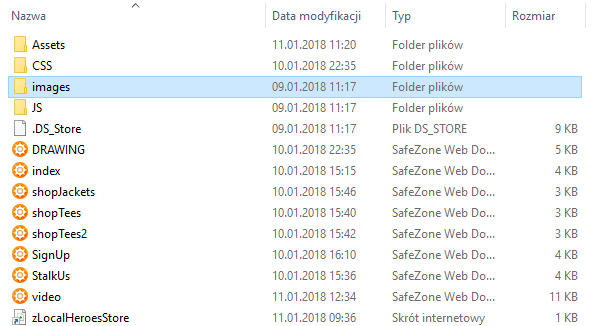 Nazwa Data modyfikacji Typ Rozmiar
Assets 11.01.2018 11:20 Folder plików
CSS 10.01.2018 22:35 Folder plików
images 09.01.2018 11:17 Folder plików
JS 09.01.2018 11:17 Folder plików
.DS_Store 09.01.2018 11:17 Plik DS_STORE 9 KB
DRAWING 10.01.2018 22:35 SafeZone Web Do... 5 KB
index 10.01.2018 15:15 SafeZone Web Do... 4 KB
shopJackets 10.01.2018 15:46 SafeZone Web Do... 3 KB
shopTees 10.01.2018 15:40 SafeZone Web Do... 3 KB
shopTees2 10.01.2018 15:42 SafeZone Web Do... 3 KB
SignUp 10.01.2018 16:10 SafeZone Web Do... 4 KB
StalkUs 10.01.2018 15:36 SafeZone Web Do... 4 KB
video 11.01.2018 12:34 SafeZone Web Do... 11 KB
zLocalHeroesStore 11.01.2018 09:36 Skrót internetowy 1 KB